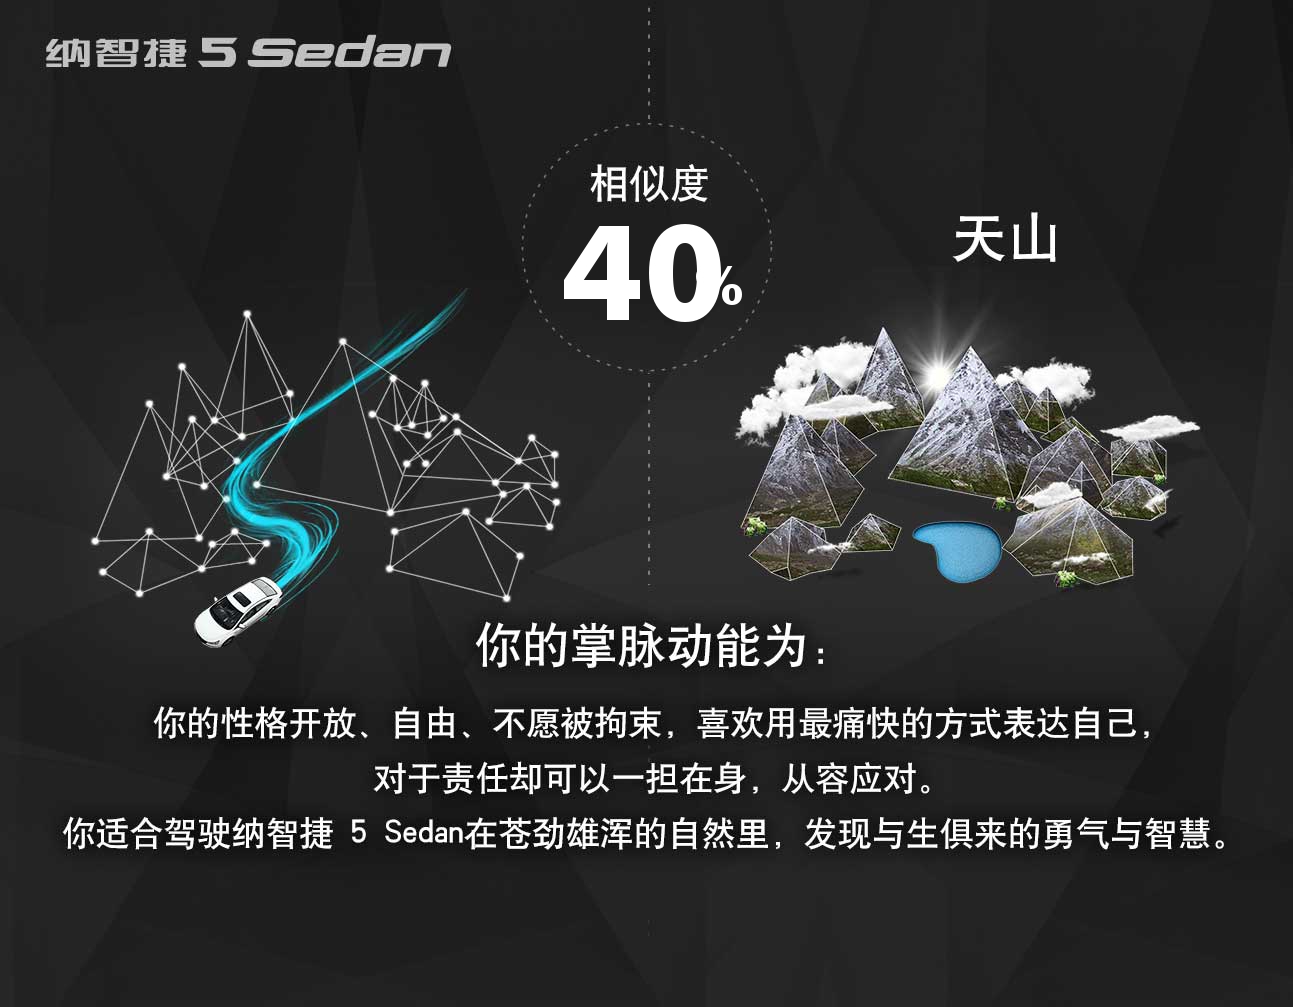 纳智捷 5 Sedan
相似度
40%
天山
你的掌脉动能为：
你的性格开放、自由、不愿被拘束，喜欢用最痛快的方式表达自己，
对于责任却可以一担在身，从容应对。
你适合驾驶纳智捷 5 Sedan在苍劲雄浑的自然里，发现与生俱来的勇气与智慧。